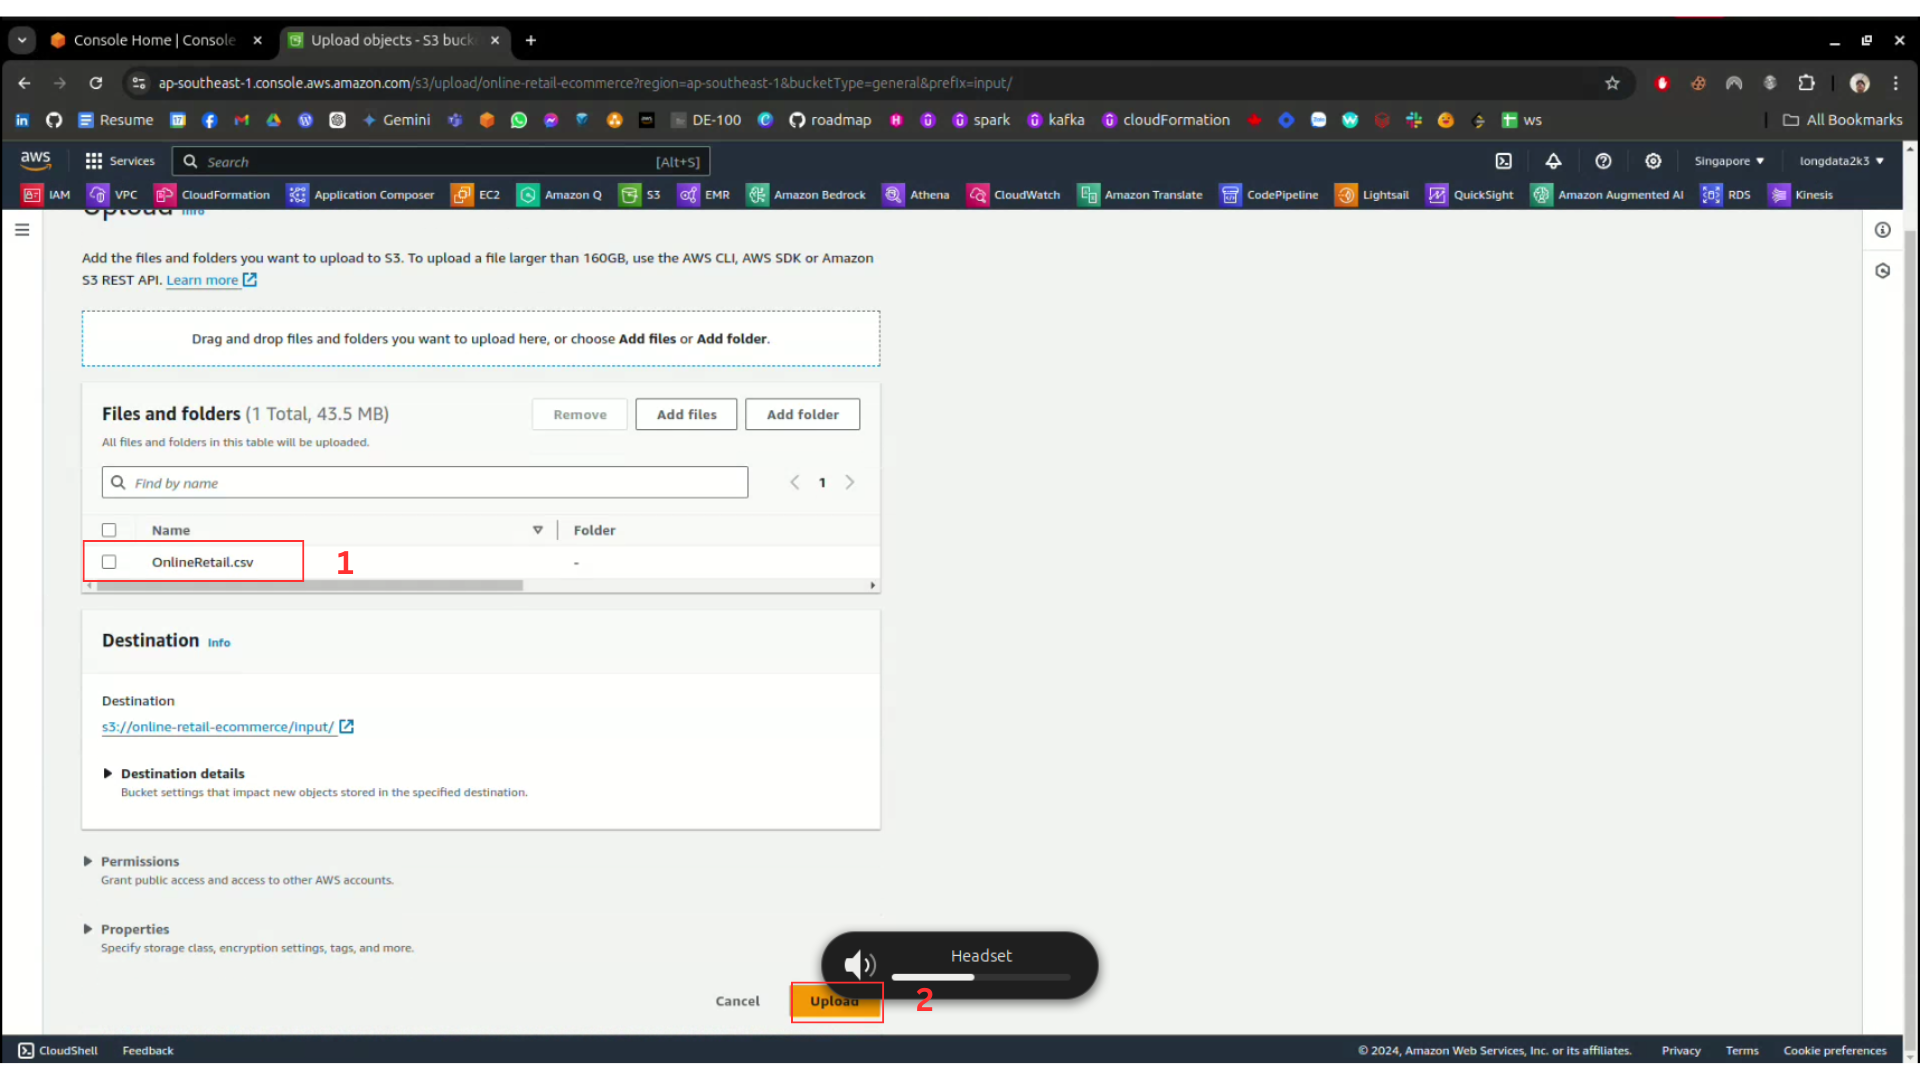 Console Home | Console
Upload objects - S3 buck
ap-southeast-1.console.aws.amazon.com/s3/upload/online-retail-ecommerce?region=ap-southeast-1&bucketType=general&prefix=input/
Resume
Gemini
DE-100
roadmap
spark
kafka
cloudFormation
ws
All Bookmarks
aws
Services
Search
[Alt+S]
Singapore
longdata2k3
IAM
VPC
CloudFormation
Application Composer
EC2
Amazon Q
S3
EMR
Amazon Bedrock
Athena
CloudWatch
Amazon Translate
CodePipeline
Lightsail
QuickSight
Amazon Augmented AI
RDS
Kinesis
Upload Info
Add the files and folders you want to upload to S3. To upload a file larger than 160GB, use the AWS CLI, AWS SDK or Amazon
S3 REST API. Learn more
Drag and drop files and folders you want to upload here, or choose Add files or Add folder.
Files and folders (1 Total, 43.5 MB)
Remove
Add files
Add folder
All files and folders in this table will be uploaded.
Find by name
1
Name
Folder
OnlineRetail.csv
-
1
Destination Info
Destination
s3://online-retail-ecommerce/input/
Destination details
Bucket settings that impact new objects stored in the specified destination.
Permissions
Grant public access and access to other AWS accounts.
Properties
Specify storage class, encryption settings, tags, and more.
Headset
Cancel
Upload
2
CloudShell
Feedback
© 2024, Amazon Web Services, Inc. or its affiliates.
Privacy
Terms
Cookie preferences